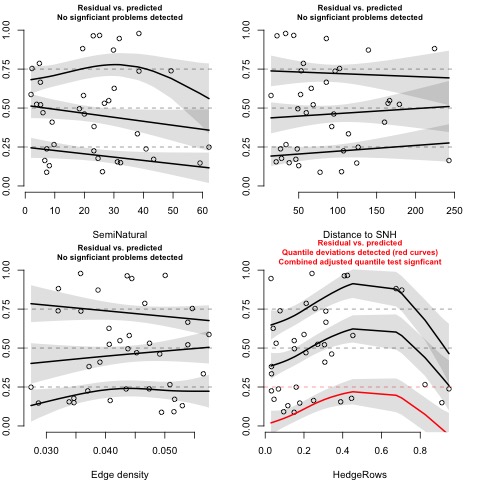 Residual vs. predicted
No signficiant problems detected
0.00 0.25 0.50 0.75 1.00
0 10 20 30 40 50 60
SemiNatural
Residual vs. predicted
No signficiant problems detected
0.00 0.25 0.50 0.75 1.00
50 100 150 200 250
Distance to SNH
Residual vs. predicted
No signficiant problems detected
0.00 0.25 0.50 0.75 1.00
0.030 0.040 0.050
Edge density
Residual vs. predicted
Quantile deviations detected (red curves)
Combined adjusted quantile test signficant
0.00 0.25 0.50 0.75 1.00
0.0 0.2 0.4 0.6 0.8
HedgeRows